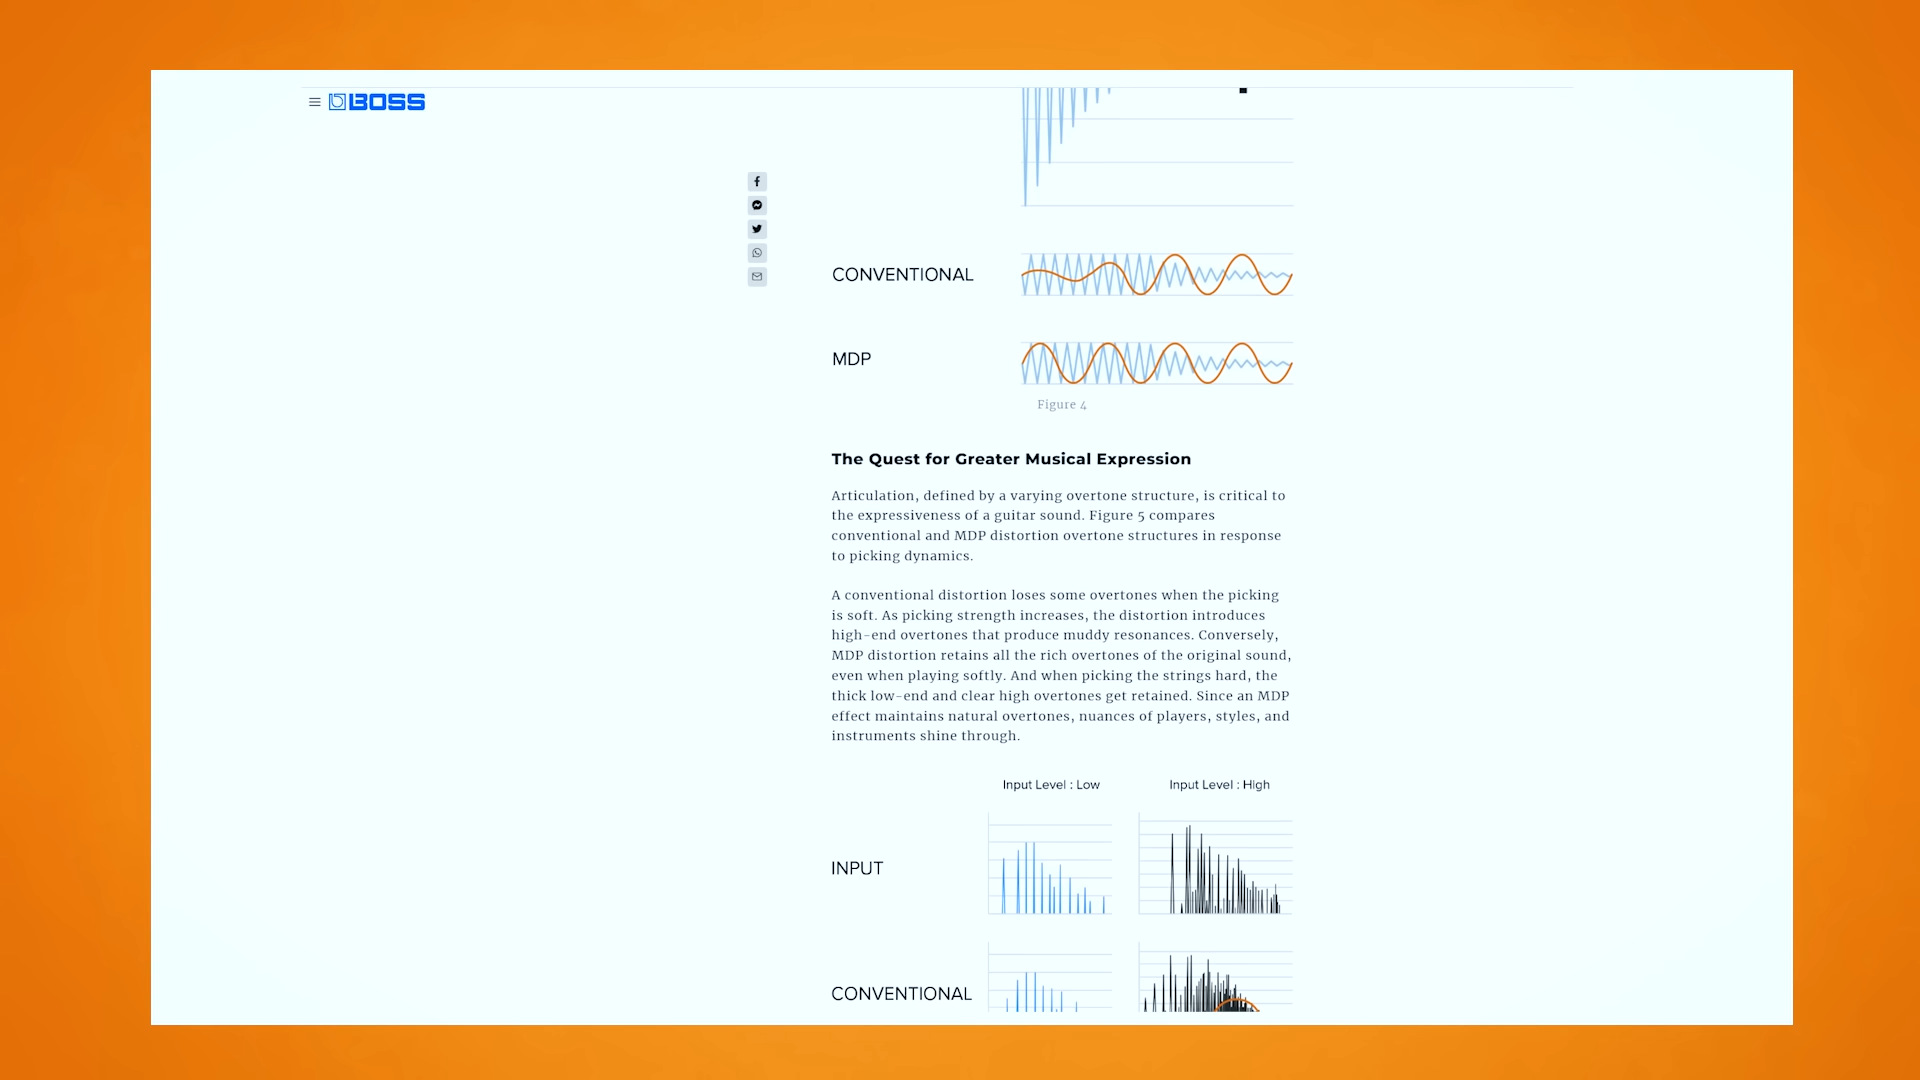 BOSS
CONVENTIONAL
MDP
Figure 4
The Quest for Greater Musical Expression
Articulation, defined by a varying overtone structure, is critical to
the expressiveness of a guitar sound. Figure 5 compares
conventional and MDP distortion overtone structures in response
to picking dynamics.
A conventional distortion loses some overtones when the picking
is soft. As picking strength increases, the distortion introduces
high-end overtones that produce muddy resonances. Conversely,
MDP distortion retains all the rich overtones of the original sound,
even when playing softly. And when picking the strings hard, the
thick low-end and clear high overtones get retained. Since an MDP
effect maintains natural overtones, nuances of players, styles, and
instruments shine through.
Input Level : Low
Input Level : High
INPUT
CONVENTIONAL